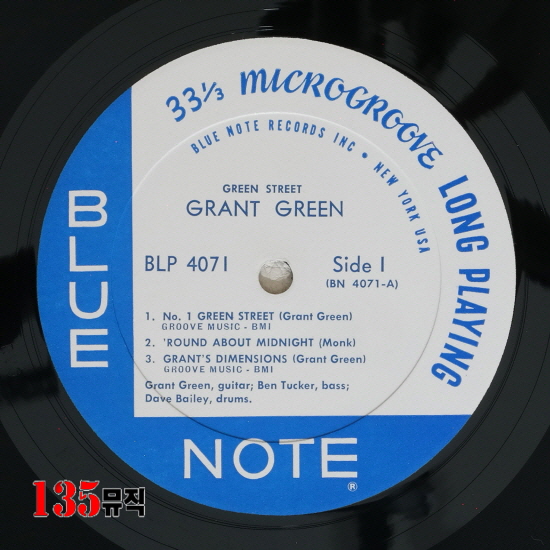 33⅓ MICROGROOVE LONG PLAYING
BLUE NOTE RECORDS INC • NEW YORK USA
GREEN STREET
GRANT GREEN
BLP 4071
Side 1
(BN 4071-A)
1. No. 1 GREEN STREET (Grant Green)
GROOVE MUSIC - BMI
2. 'ROUND ABOUT MIDNIGHT (Monk)
3. GRANT'S DIMENSIONS (Grant Green)
GROOVE MUSIC - BMI
Grant Green, guitar; Ben Tucker, bass;
Dave Bailey, drums.
BLUE
NOTE®
135뮤직